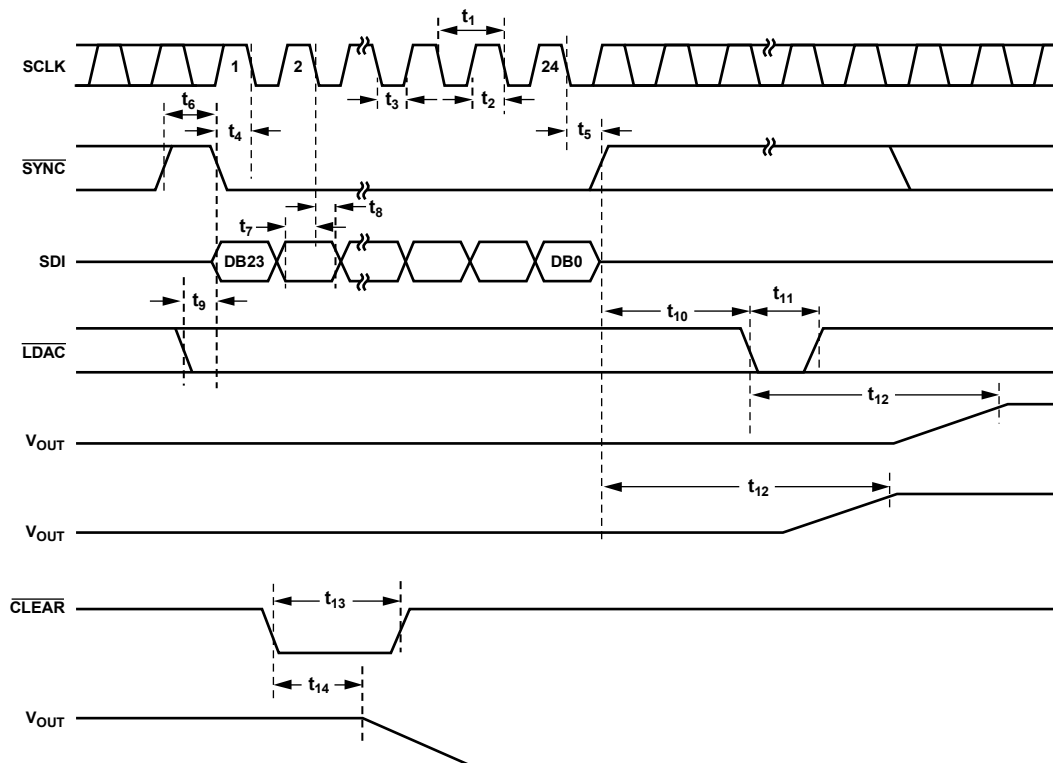 t1
SCLK
1
2
24
t3
t2
t6
t4
t5
SYNC
t7
t8
SDI
DB23
DB0
t9
t10
t11
LDAC
t12
VOUT
t12
VOUT
CLEAR
t13
t14
VOUT